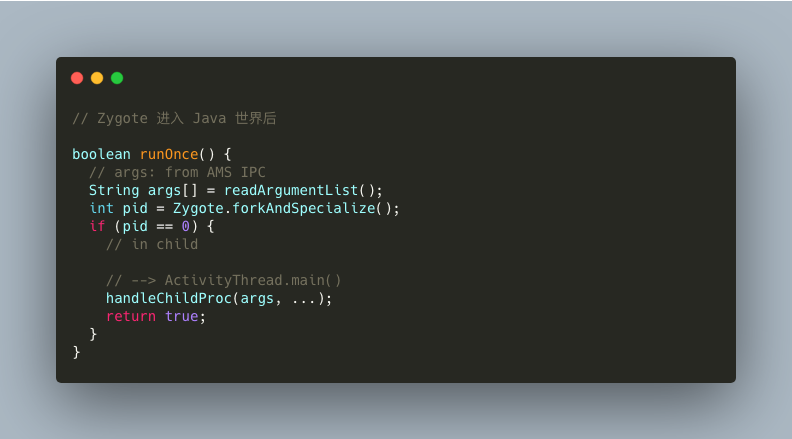 // Zygote 进入 Java 世界后

boolean runOnce() {
  // args: from AMS IPC
  String args[] = readArgumentList();
  int pid = Zygote.forkAndSpecialize();
  if (pid == 0) {
    // in child

    // --> ActivityThread.main()
    handleChildProc(args, ...);
    return true;
  }
}